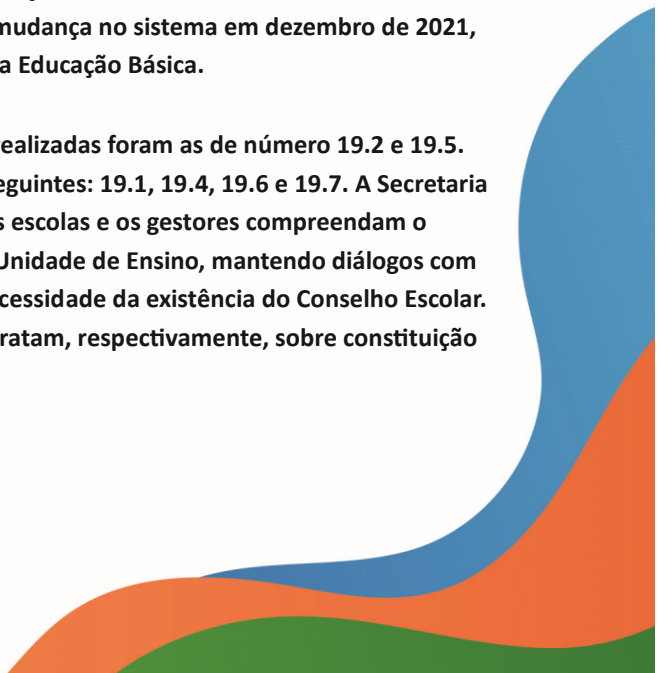 mudança no sistema em dezembro de 2021,
a Educação Básica.
realizadas foram as de número 19.2 e 19.5.
eguintes: 19.1, 19.4, 19.6 e 19.7. A Secretaria
s escolas e os gestores compreendam o
Unidade de Ensino, mantendo diálogos com
cessidade da existência do Conselho Escolar.
ratam, respectivamente, sobre constituição